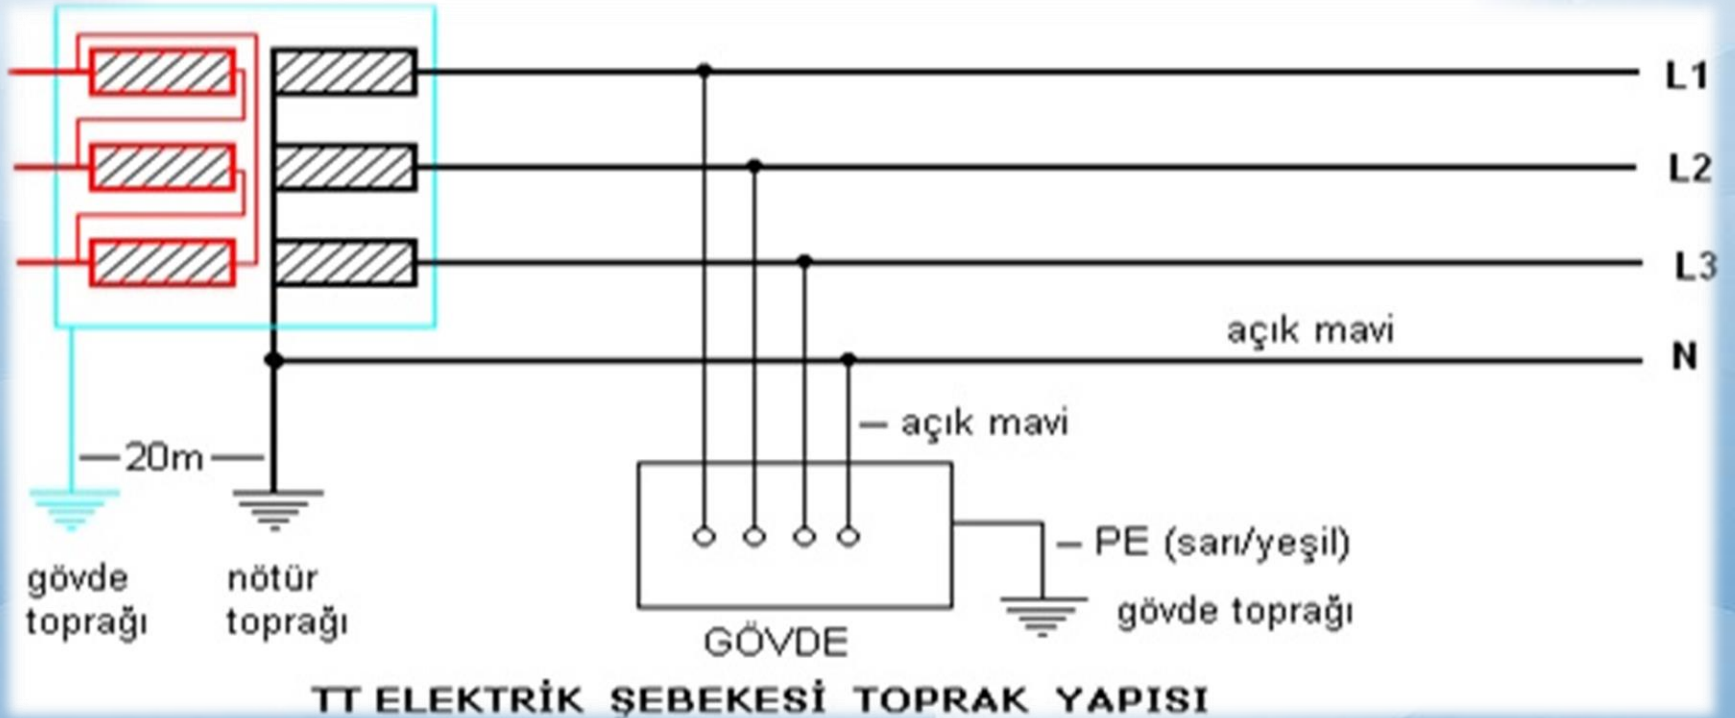 L1
L2
L3
açık mavi
N
açık mavi
20m
PE (sarı/yeşil)
gövde toprağı
gövde
toprağı
nötür
toprağı
GÖVDE
TT ELEKTRİK ŞEBEKESİ TOPRAK YAPISI